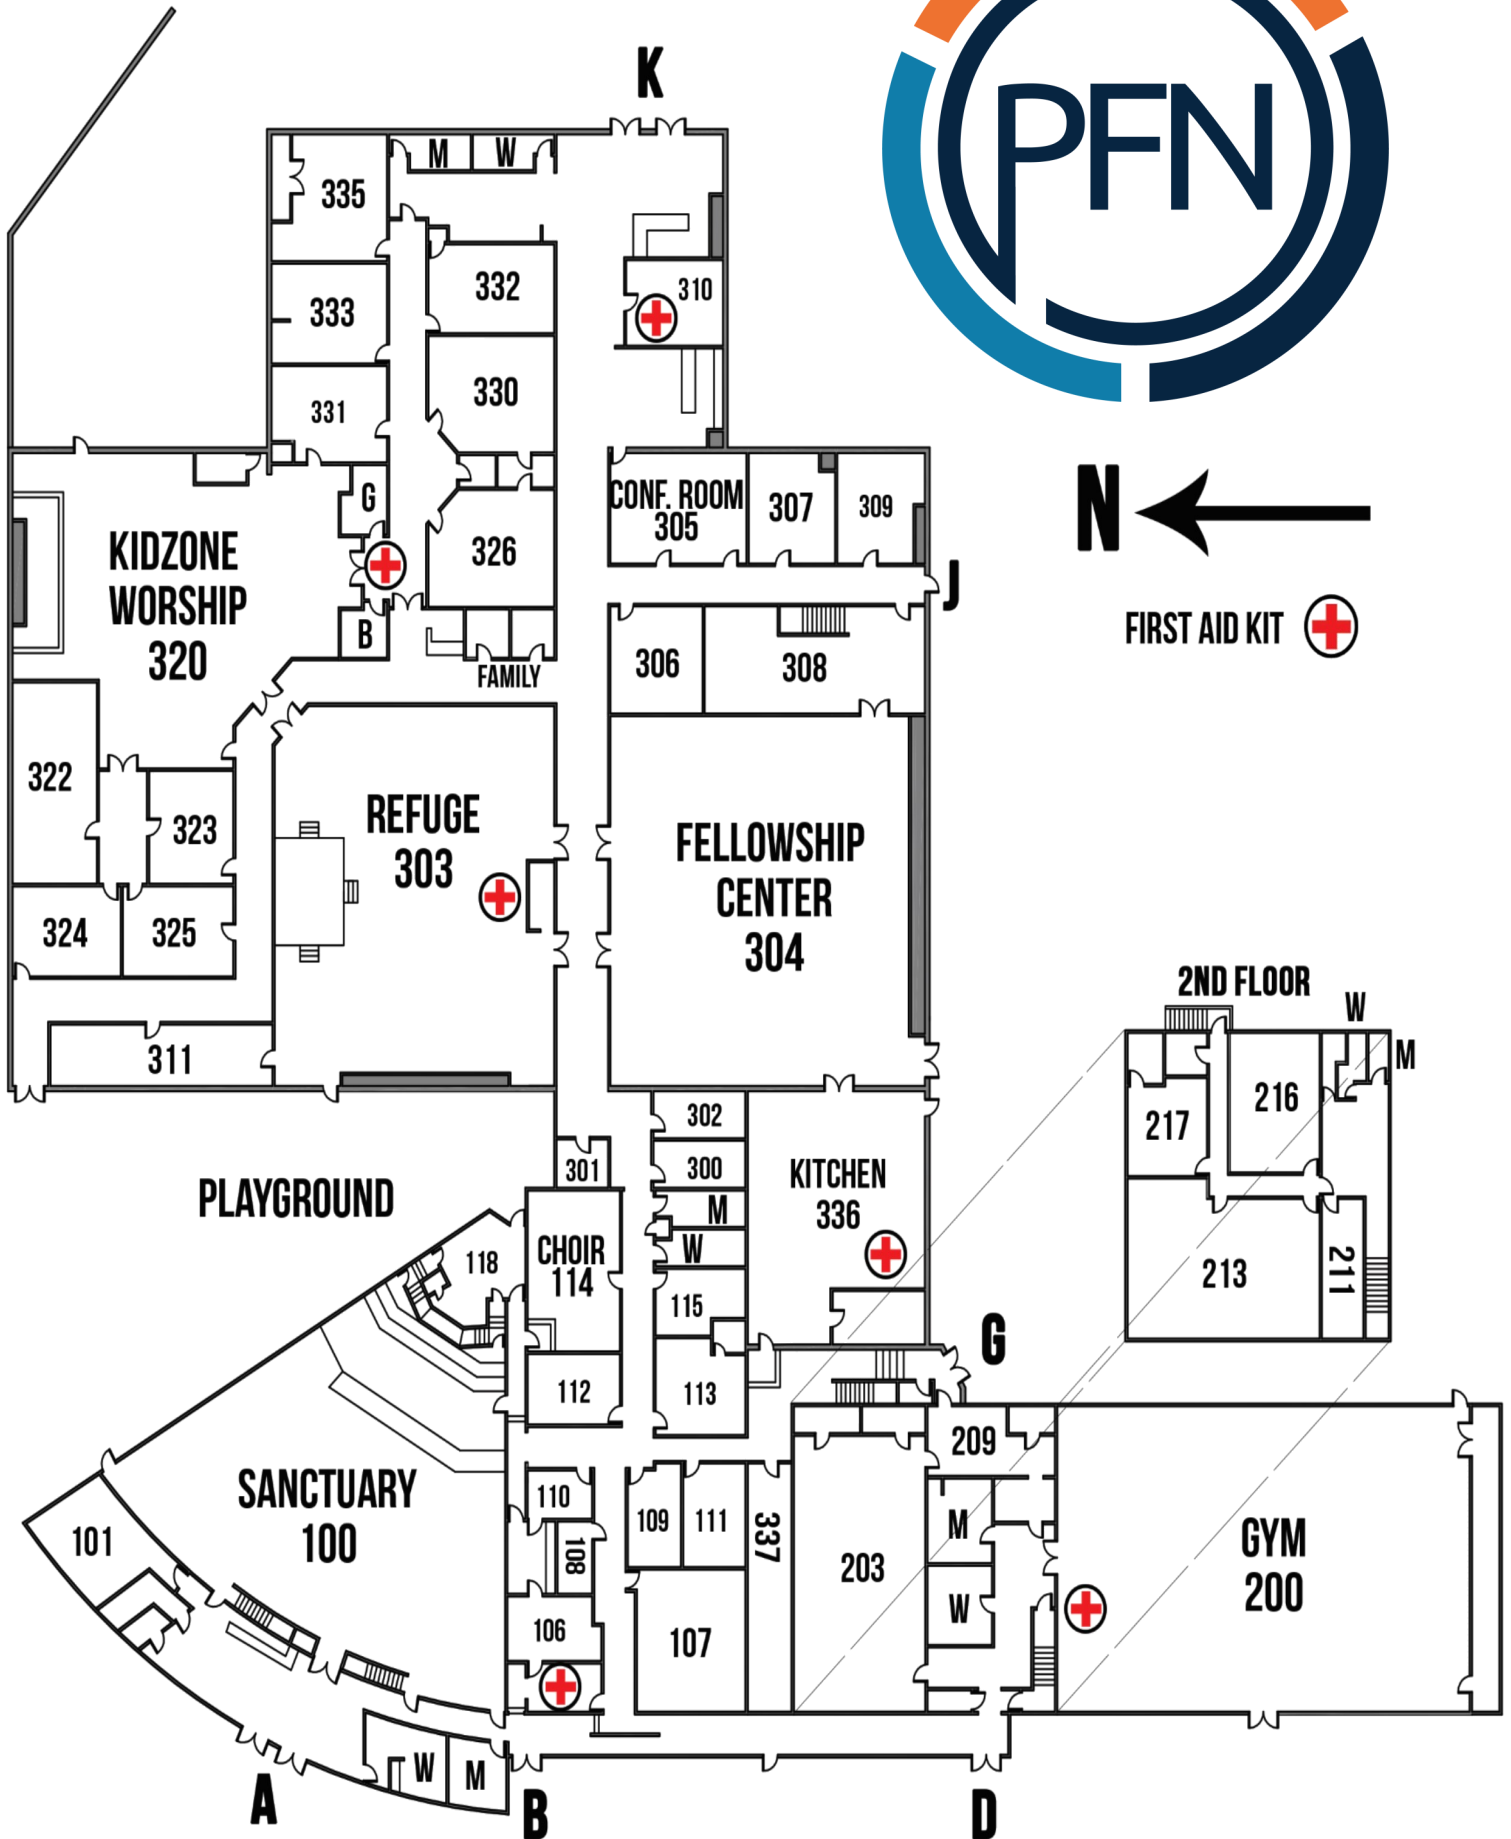 K
PFN
M
W
335
332
310
333
330
331
N
G
CONF. ROOM
305
307
309
KIDZONE
WORSHIP
320
326
J
FIRST AID KIT
B
306
308
FAMILY
322
323
REFUGE
303
FELLOWSHIP
CENTER
304
324
325
2ND FLOOR
W
M
311
302
216
217
301
300
KITCHEN
336
PLAYGROUND
M
W
118
CHOIR
114
213
211
115
G
112
113
209
SANCTUARY
100
110
109
111
337
M
101
108
203
GYM
200
W
106
107
W
M
A
B
D